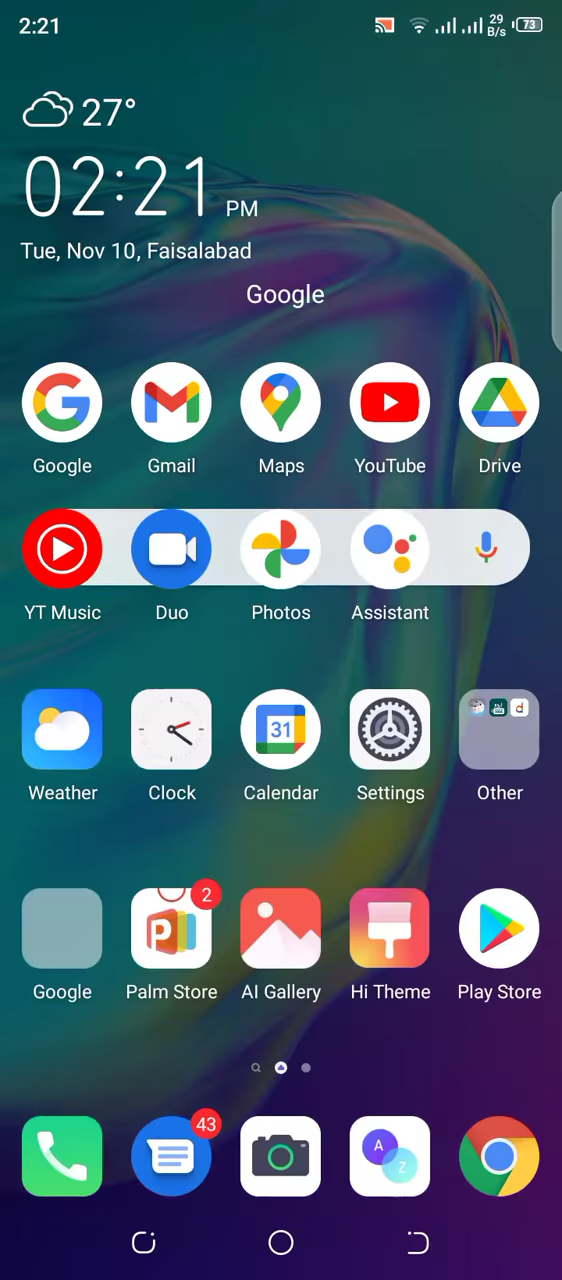 2:21 29 B/s 73
27°
02:21 PM
Tue, Nov 10, Faisalabad
Google
Google Gmail Maps YouTube Drive
YT Music Duo Photos Assistant
31
Weather Clock Calendar Settings Other
2
P
Google Palm Store AI Gallery Hi Theme Play Store
43
A
Z